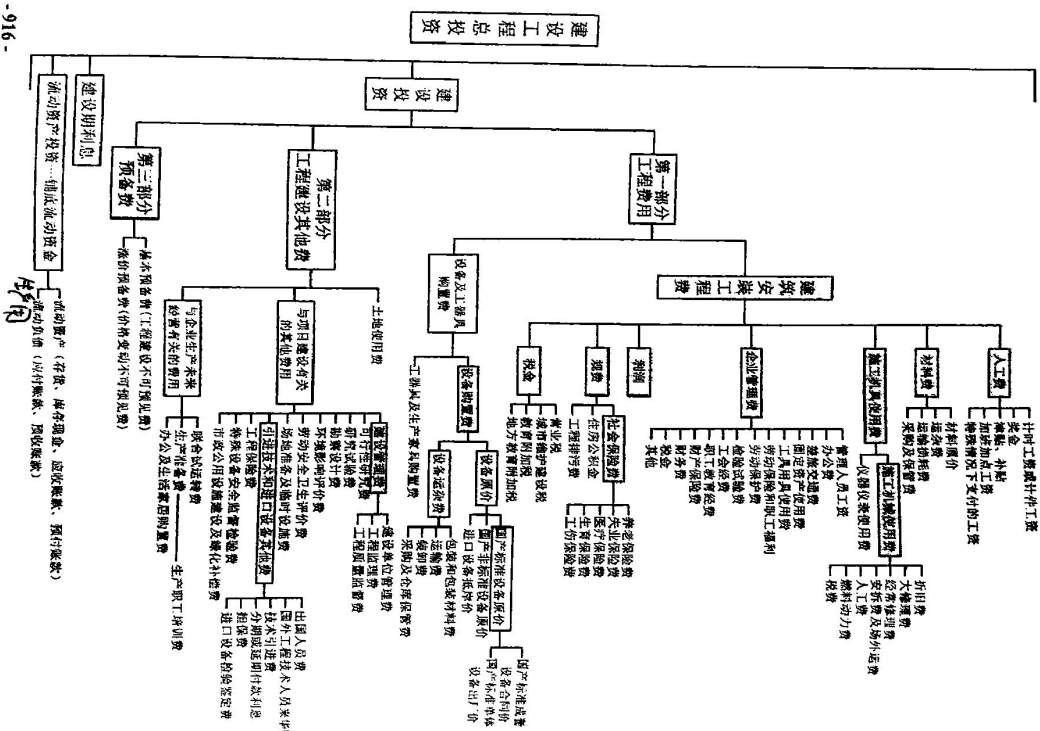 - 916 -
建设工程总投资
建设投资
第一部分
工程费用
建筑安装工程费
人工费
计时工资或计件工资
奖金
津贴、补贴
加班加点工资
特殊情况下支付的工资
材料费
材料原价
运杂费
运输损耗费
采购及保管费
施工机具使用费
施工机械使用费
折旧费
大修理费
经常修理费
安拆费及场外运费
人工费
燃料动力费
税费
仪器仪表使用费
企业管理费
管理人员工资
办公费
差旅交通费
固定资产使用费
工具用具使用费
劳动保险和职工福利
劳动保护费
检验试验费
工会经费
职工教育经费
财产保险费
财务费
税金
其他
利润
规费
社会保险费
养老保险费
失业保险费
医疗保险费
生育保险费
工伤保险费
住房公积金
工程排污费
税金
营业税
城市维护建设税
教育附加税
地方教育附加税
设备及工器具
购置费
设备购置费
设备原价
国产标准设备原价
国产标准成套
设备合同价
国产标准单体
设备出厂价
国产非标准设备原价
进口设备抵岸价
设备运杂费
包装和包装材料费
运输费
装卸费
采购及仓库保管费
工器具及生产家具购置费
第二部分
工程建设其他费
土地使用费
与项目建设有关
的其他费用
建设管理费
建设单位管理费
工程监理费
工程质量监督费
可行性研究费
研究试验费
勘察设计费
环境影响评价费
劳动安全卫生评价费
场地准备及临时设施费
引进技术和进口设备其他费
出国人员费
国外工程技术人员来华
技术引进费
分期或延期付款利息
担保费
进口设备检验鉴定费
工程保险费
特殊设备安全监督检验费
市政公用设施建设及绿化补偿费
与企业生产未来
经营有关的费用
联合试运转费
生产准备费——生产职工培训费
办公及生活家具购置费
第三部分
预备费
基本预备费(工程建设不可预见费)
涨价预备费(价格变动不可预见费)
建设期利息
流动资产投资—铺底流动资金
流动资产（存货、库存现金、应收账款、预付账款）
流动负债（应付账款、预收账款）